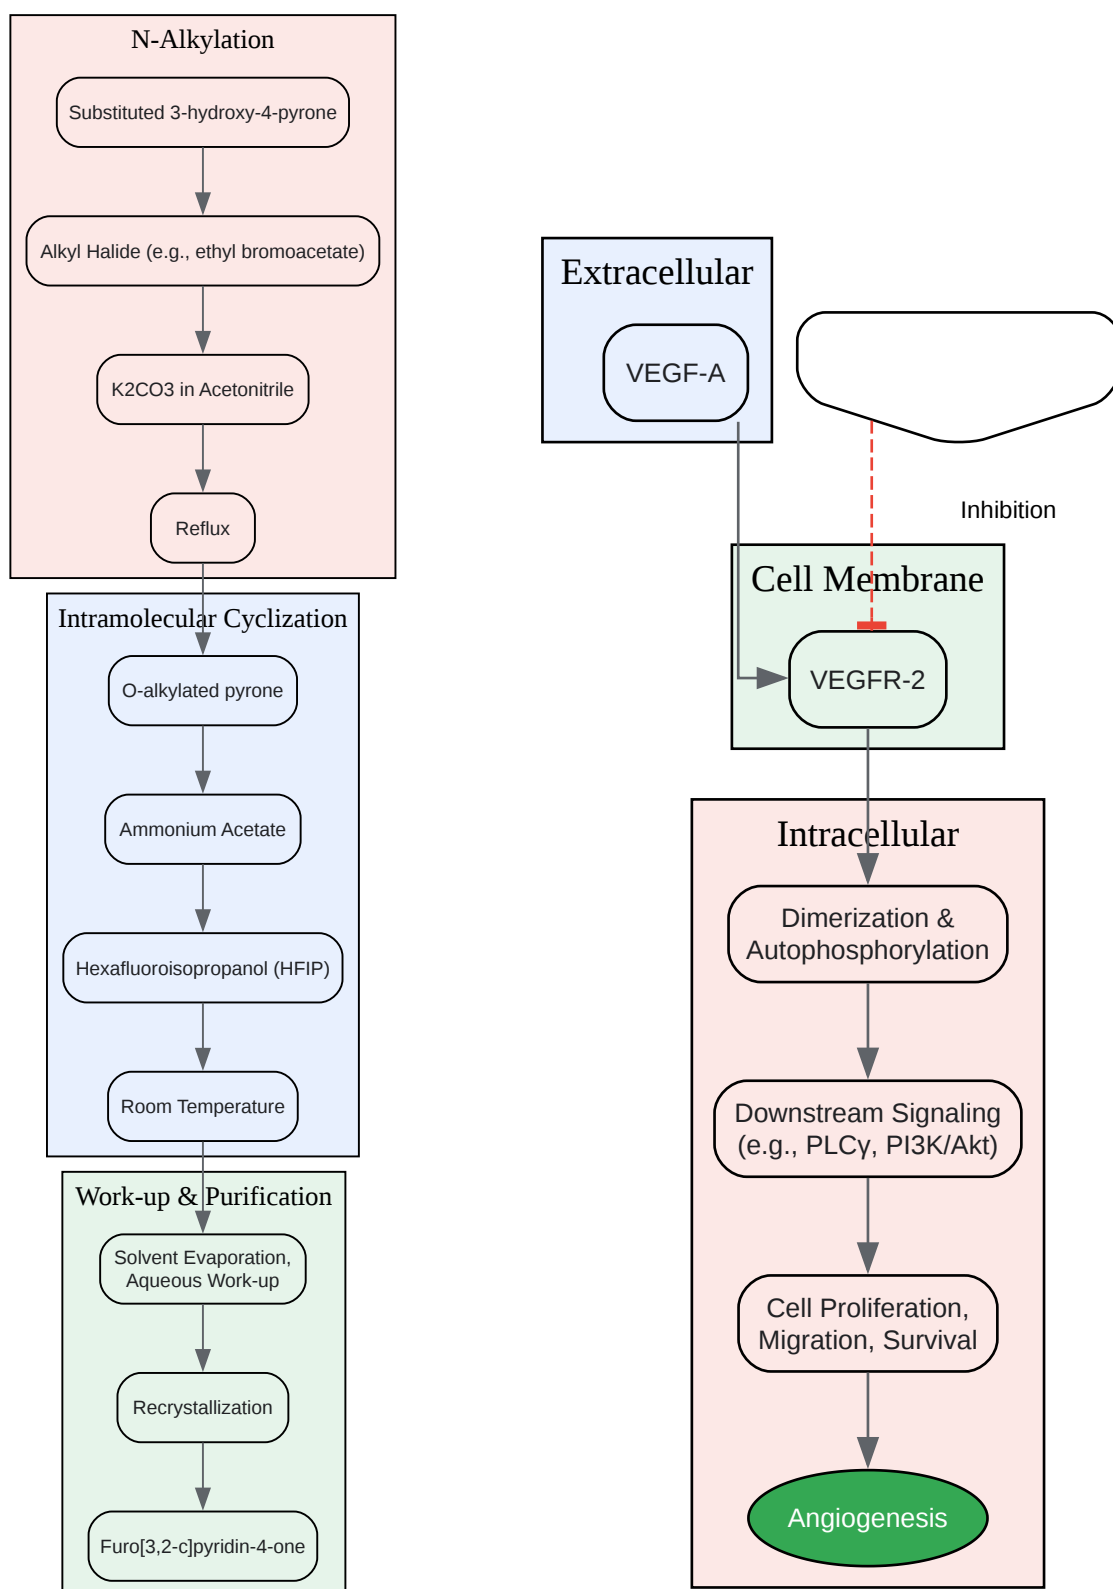 N-Alkylation
Substituted 3-hydroxy-4-pyrone
Alkyl Halide (e.g., ethyl bromoacetate)
K2CO3 in Acetonitrile
Reflux
Intramolecular Cyclization
O-alkylated pyrone
Ammonium Acetate
Hexafluoroisopropanol (HFIP)
Room Temperature
Work-up & Purification
Solvent Evaporation,
Aqueous Work-up
Recrystallization
Furo[3,2-c]pyridin-4-one
Extracellular
VEGF-A
Inhibition
Cell Membrane
VEGFR-2
Intracellular
Dimerization &
Autophosphorylation
Downstream Signaling
(e.g., PLCγ, PI3K/Akt)
Cell Proliferation,
Migration, Survival
Angiogenesis